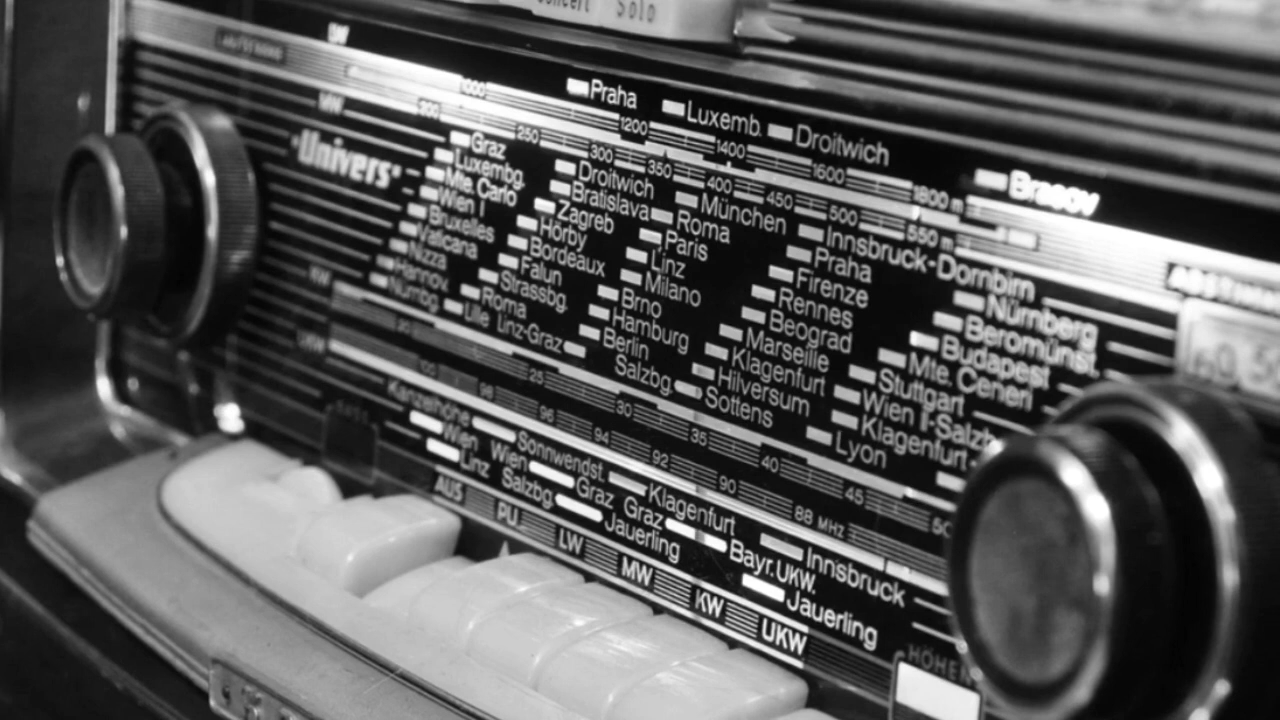 Concert Solo
LW
Praha Luxemb. Droitwich Brasov
1000 1200 1400 1600 1800 m
MW
200 250 300 350 400 450 500 550 m
"Univers"
Graz Droitwich München Innsbruck-Dornbirn Nürnberg
Luxembg. Bratislava Roma Praha Beromünst.
Mte. Carlo Zagreb Paris Firenze Budapest
Wien I Hörby Linz Rennes Mte. Ceneri
Bruxelles Bordeaux Milano Beograd Stuttgart
Vaticana Falun Brno Marseille Wien II-Salzb
Nizza Strassbg. Hamburg Klagenfurt Klagenfurt-
Hannov. Roma Berlin Hilversum Lyon
Nürnbg. Lille Linz-Graz Salzbg. Sottens
KW
25 30 35 40 45 50
UKW
100 98 96 94 92 90 88 MHz
Kanzelhöhe Sonnwendst. Klagenfurt Innsbruck
Wien Wien Graz Graz Bayr.UKW.
Linz Salzbg. Jauerling Jauerling
AUS PU LW MW KW UKW
HÖHEN